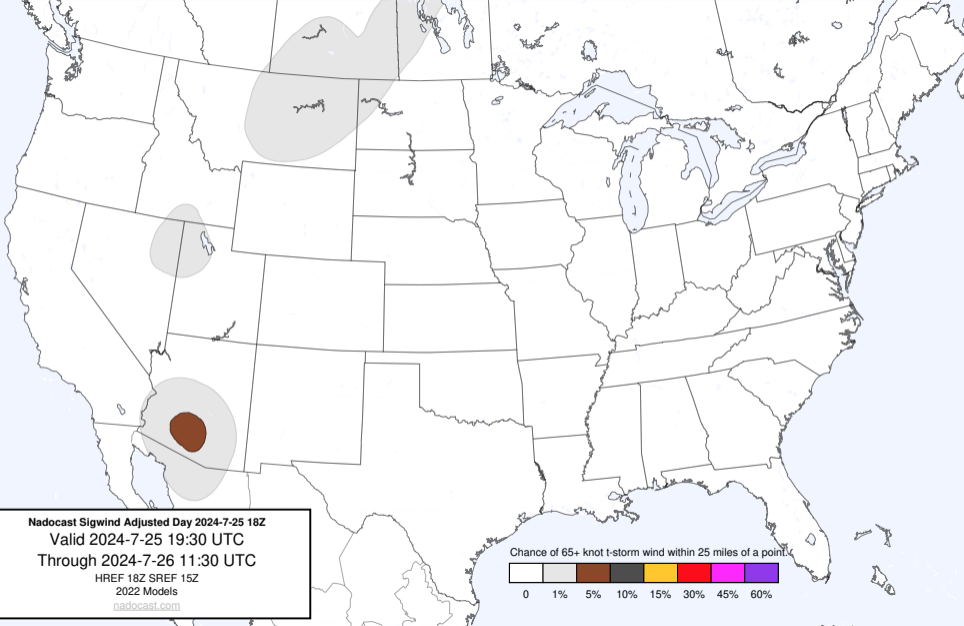 Nadocast Sigwind Adjusted Day 2024-7-25 18Z
Valid 2024-7-25 19:30 UTC
Through 2024-7-26 11:30 UTC
HREF 18Z SREF 15Z
2022 Models
nadocast.com
Chance of 65+ knot t-storm wind within 25 miles of a point.
0 1% 5% 10% 15% 30% 45% 60%